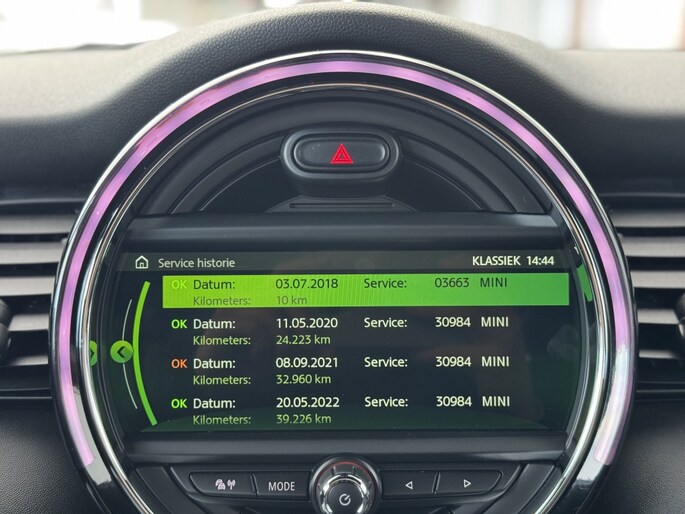 Service historie KLASSIEK 14:44
OK Datum: 03.07.2018 Service: 03663 MINI
Kilometers: 10 km
OK Datum: 11.05.2020 Service: 30984 MINI
Kilometers: 24.223 km
OK Datum: 08.09.2021 Service: 30984 MINI
Kilometers: 32.960 km
OK Datum: 20.05.2022 Service: 30984 MINI
Kilometers: 39.226 km
MODE